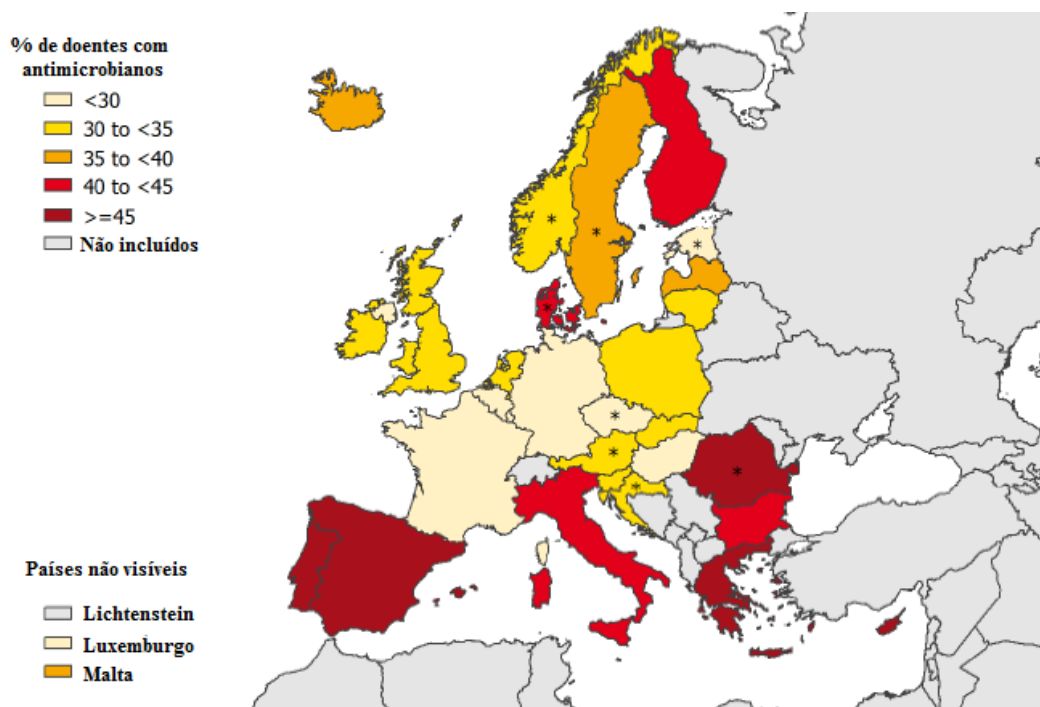 % de doentes com
antimicrobianos
<30
30 to <35
35 to <40
40 to <45
>=45
Não incluídos
* * * * * * * *
Países não visíveis
Lichtenstein
Luxemburgo
Malta